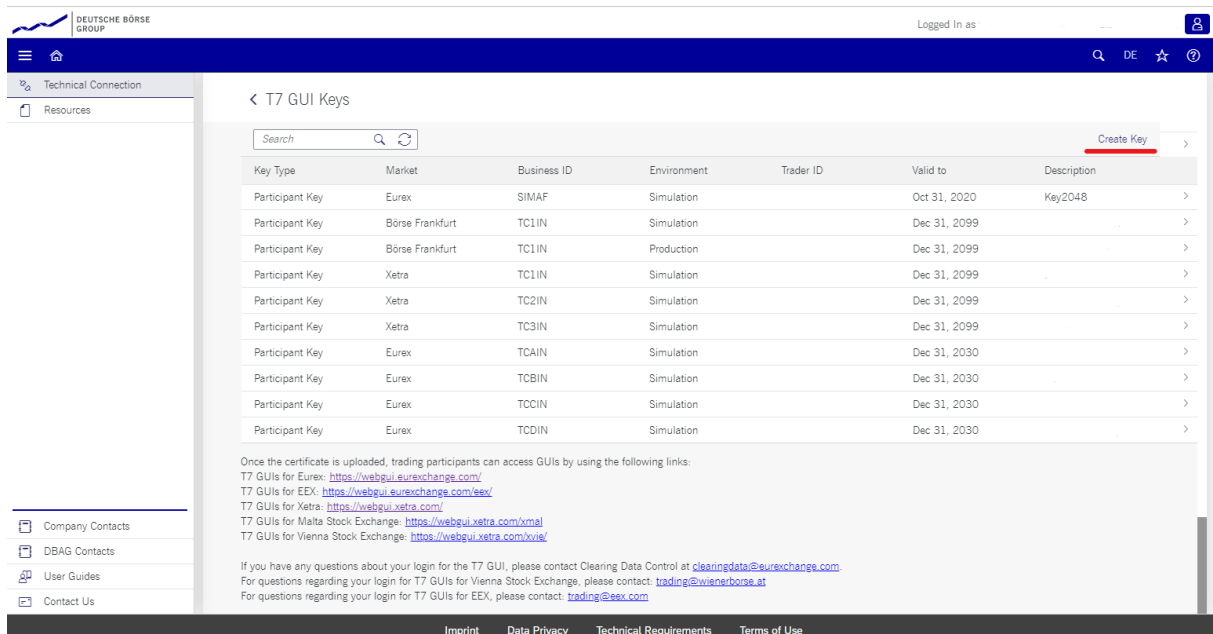 DEUTSCHE BÖRSE
GROUP
Logged In as
DE
Technical Connection
Resources
T7 GUI Keys
Search
Create Key
Key Type Market Business ID Environment Trader ID Valid to Description
Participant Key Eurex SIMAF Simulation Oct 31, 2020 Key2048
Participant Key Börse Frankfurt TC1IN Simulation Dec 31, 2099
Participant Key Börse Frankfurt TC1IN Production Dec 31, 2099
Participant Key Xetra TC1IN Simulation Dec 31, 2099
Participant Key Xetra TC2IN Simulation Dec 31, 2099
Participant Key Xetra TC3IN Simulation Dec 31, 2099
Participant Key Eurex TCAIN Simulation Dec 31, 2030
Participant Key Eurex TCBIN Simulation Dec 31, 2030
Participant Key Eurex TCCIN Simulation Dec 31, 2030
Participant Key Eurex TCDIN Simulation Dec 31, 2030
Once the certificate is uploaded, trading participants can access GUIs by using the following links:
T7 GUIs for Eurex: https://webgui.eurexchange.com/
T7 GUIs for EEX: https://webgui.eurexchange.com/eex/
T7 GUIs for Xetra: https://webgui.xetra.com/
T7 GUIs for Malta Stock Exchange: https://webgui.xetra.com/xmal
T7 GUIs for Vienna Stock Exchange: https://webgui.xetra.com/xvie/
If you have any questions about your login for the T7 GUI, please contact Clearing Data Control at clearingdata@eurexchange.com.
For questions regarding your login for T7 GUIs for Vienna Stock Exchange, please contact: trading@wienerborse.at
For questions regarding your login for T7 GUIs for EEX, please contact: trading@eex.com
Company Contacts
DBAG Contacts
User Guides
Contact Us
Imprint Data Privacy Technical Requirements Terms of Use